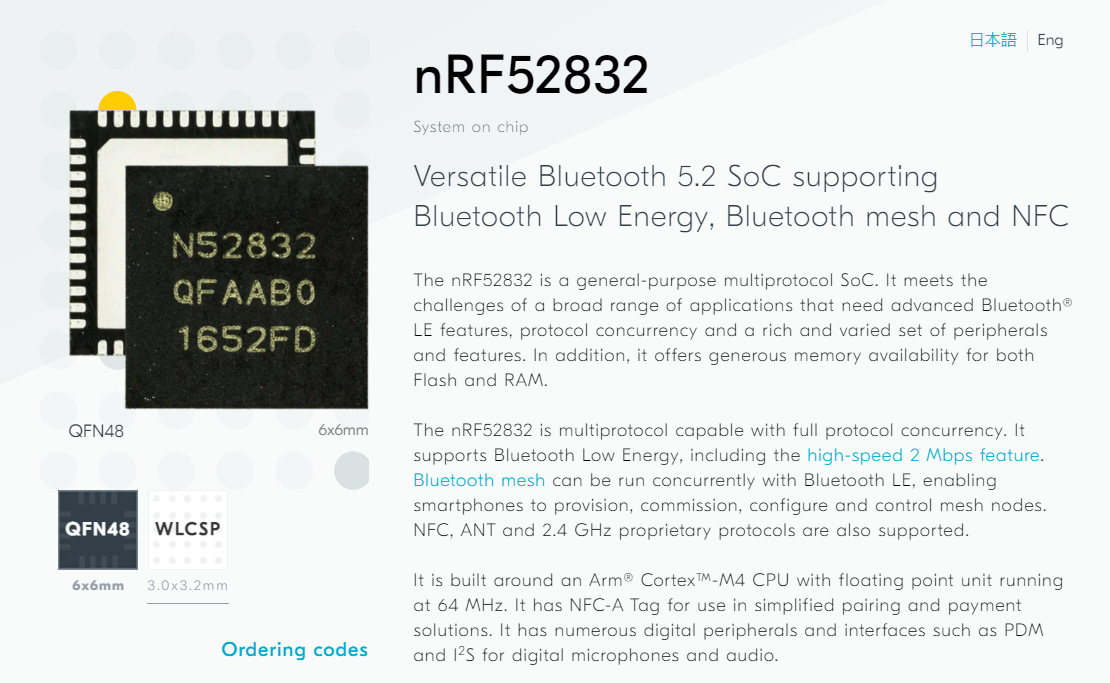 日本語 Eng
nRF52832
System on chip
Versatile Bluetooth 5.2 SoC supporting
Bluetooth Low Energy, Bluetooth mesh and NFC
The nRF52832 is a general-purpose multiprotocol SoC. It meets the
challenges of a broad range of applications that need advanced Bluetooth®
LE features, protocol concurrency and a rich and varied set of peripherals
and features. In addition, it offers generous memory availability for both
Flash and RAM.
The nRF52832 is multiprotocol capable with full protocol concurrency. It
supports Bluetooth Low Energy, including the high-speed 2 Mbps feature.
Bluetooth mesh can be run concurrently with Bluetooth LE, enabling
smartphones to provision, commission, configure and control mesh nodes.
NFC, ANT and 2.4 GHz proprietary protocols are also supported.
It is built around an Arm® Cortex™-M4 CPU with floating point unit running
at 64 MHz. It has NFC-A Tag for use in simplified pairing and payment
solutions. It has numerous digital peripherals and interfaces such as PDM
and I²S for digital microphones and audio.
N52832
QFAAB0
1652FD
QFN48 6x6mm
QFN48 WLCSP
6x6mm 3.0x3.2mm
Ordering codes